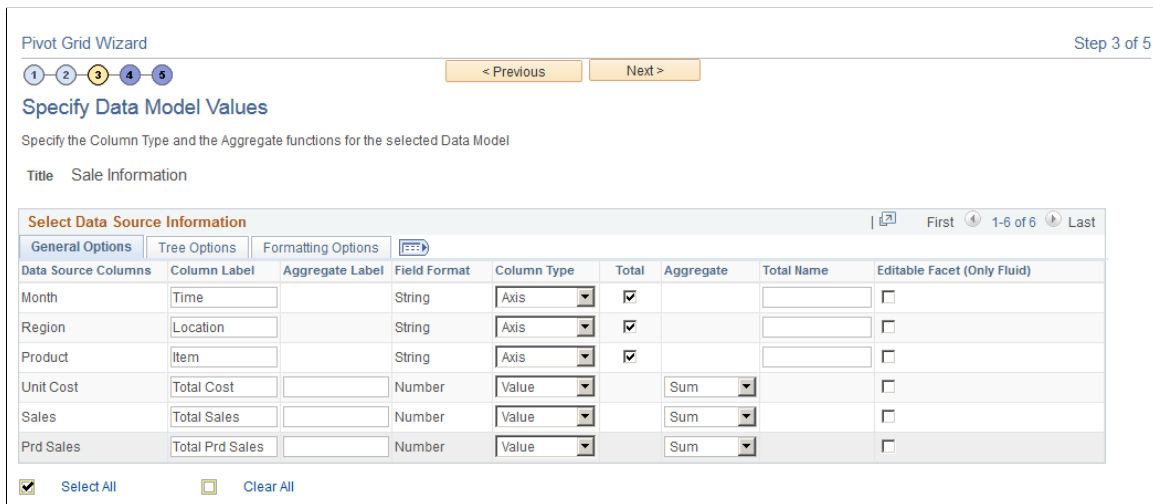 Pivot Grid Wizard Step 3 of 5
1 2 3 4 5 < Previous Next >
Specify Data Model Values
Specify the Column Type and the Aggregate functions for the selected Data Model
Title Sale Information
Select Data Source Information | First 1-6 of 6 Last
General Options Tree Options Formatting Options
Data Source Columns Column Label Aggregate Label Field Format Column Type Total Aggregate Total Name Editable Facet (Only Fluid)
Month Time String Axis
Region Location String Axis
Product Item String Axis
Unit Cost Total Cost Number Value Sum
Sales Total Sales Number Value Sum
Prd Sales Total Prd Sales Number Value Sum
Select All Clear All